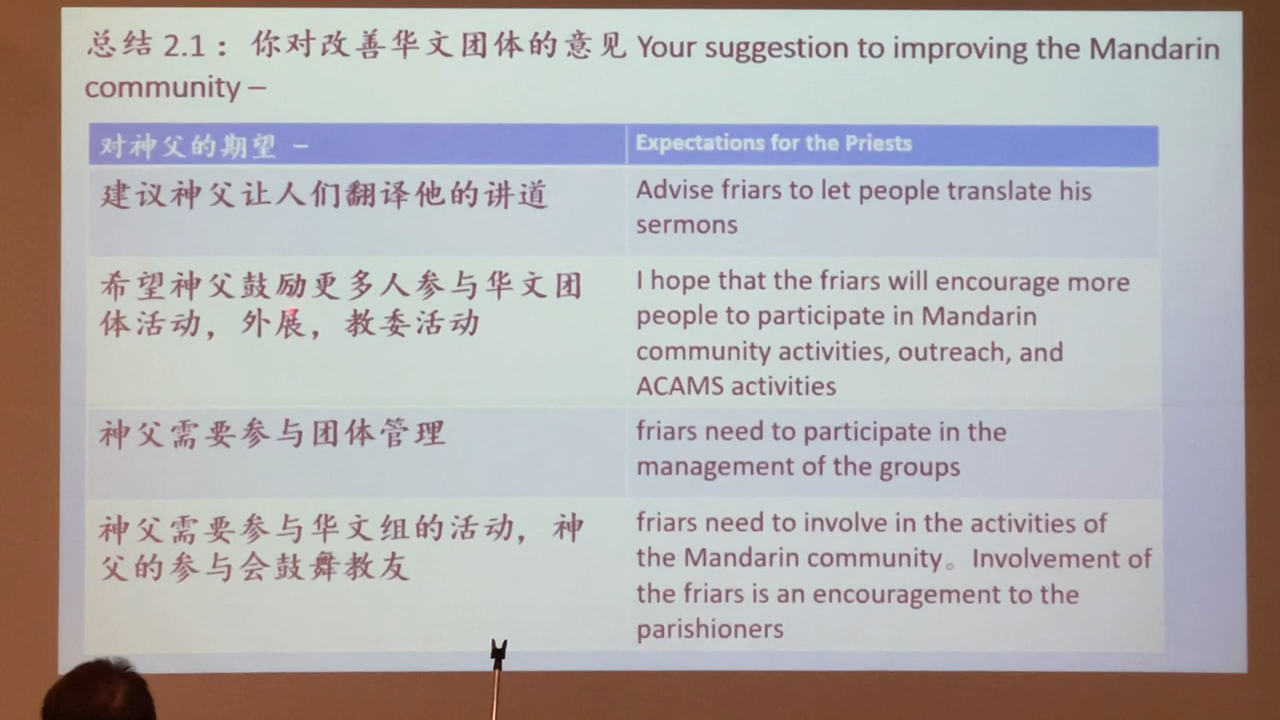 总结 2.1： 你对改善华文团体的意见 Your suggestion to improving the Mandarin
community –
对神父的期望 –
Expectations for the Priests
建议神父让人们翻译他的讲道
Advise friars to let people translate his
sermons
希望神父鼓励更多人参与华文团
体活动，外展，教委活动
I hope that the friars will encourage more
people to participate in Mandarin
community activities, outreach, and
ACAMS activities
神父需要参与团体管理
friars need to participate in the
management of the groups
神父需要参与华文组的活动，神
父的参与会鼓舞教友
friars need to involve in the activities of
the Mandarin community。Involvement of
the friars is an encouragement to the
parishioners